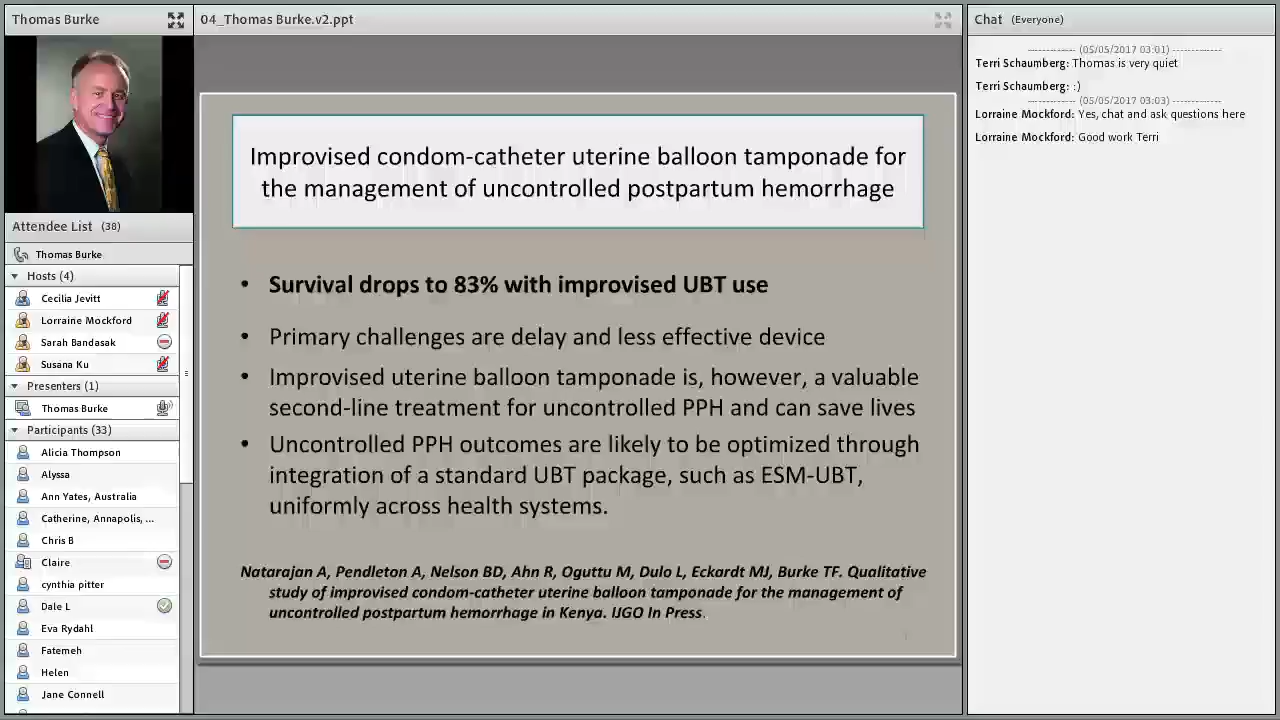 Thomas Burke
04_Thomas Burke.v2.ppt
Chat (Everyone)
Attendee List (38)
Thomas Burke
Hosts (4)
Cecilia Jevitt
Lorraine Mockford
Sarah Bandasak
Susana Ku
Presenters (1)
Thomas Burke
Participants (33)
Alicia Thompson
Alyssa
Ann Yates, Australia
Catherine, Annapolis, ...
Chris B
Claire
cynthia pitter
Dale L
Eva Rydahl
Fatemeh
Helen
Jane Connell
Improvised condom-catheter uterine balloon tamponade for
the management of uncontrolled postpartum hemorrhage
• Survival drops to 83% with improvised UBT use
• Primary challenges are delay and less effective device
• Improvised uterine balloon tamponade is, however, a valuable
second-line treatment for uncontrolled PPH and can save lives
• Uncontrolled PPH outcomes are likely to be optimized through
integration of a standard UBT package, such as ESM-UBT,
uniformly across health systems.
Natarajan A, Pendleton A, Nelson BD, Ahn R, Oguttu M, Dulo L, Eckardt MJ, Burke TF. Qualitative
study of improvised condom-catheter uterine balloon tamponade for the management of
uncontrolled postpartum hemorrhage in Kenya. IJGO In Press.
------------- (05/05/2017 03:01) -------------
Terri Schaumberg: Thomas is very quiet
Terri Schaumberg: :)
------------- (05/05/2017 03:03) -------------
Lorraine Mockford: Yes, chat and ask questions here
Lorraine Mockford: Good work Terri